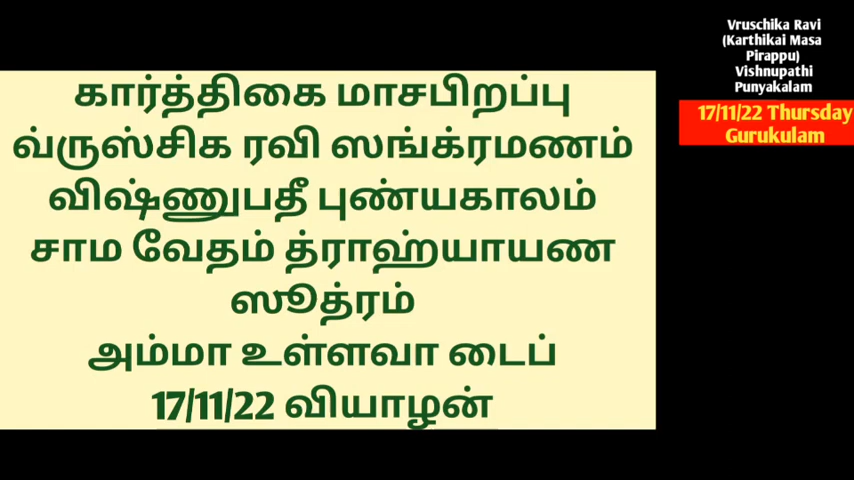 கார்த்திகை மாசபிறப்பு
வ்ருஸ்சிக ரவி ஸங்க்ரமணம்
விஷ்ணுபதீ புண்யகாலம்
சாம வேதம் த்ராஹ்யாயண
ஸூத்ரம்
அம்மா உள்ளவா டைப்
17/11/22 வியாழன்
Vruschika Ravi
(Karthikai Masa
Pirappu)
Vishnupathi
Punyakalam
17/11/22 Thursday
Gurukulam